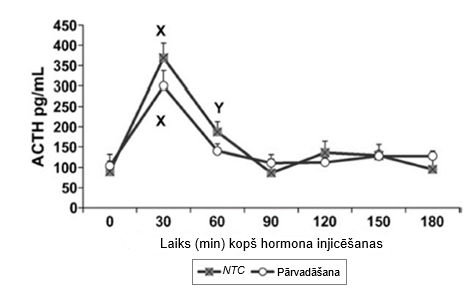 450
400
350
300
250
200
150
100
50
0
ACTH pg/mL
X
X
Y
0 30 60 90 120 150 180
Laiks (min) kopš hormona injicēšanas
NTC Pārvadāšana